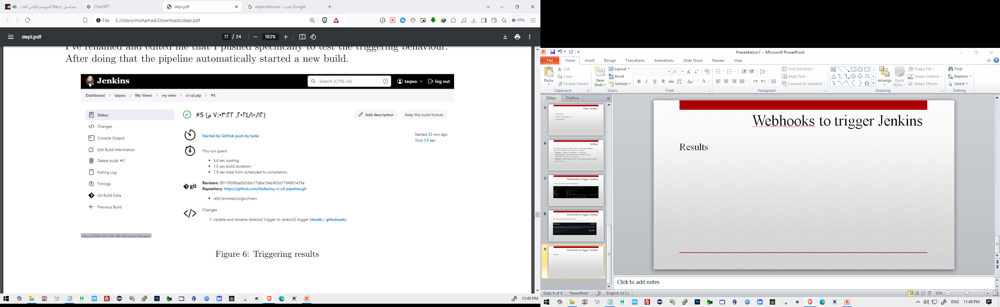 مسلسل Barry الموسم الثاني الحلة
ChatGPT
depi.pdf
dependencies - بحث Google
File
C:/Users/mohamed/Downloads/depi.pdf
VPN
depi.pdf
17 / 24
192%
I've renamed and edited file that I pushed specifically to test the triggering behaviour.
After doing that the pipeline automatically started a new build.
Jenkins
Search (CTRL+K)
taqwa
log out
Dashboard > taqwa > My Views > my view > ci-cd pip > #5
Status
Changes
Console Output
Edit Build Information
Delete build '#5'
Polling Log
Timings
Git Build Data
Previous Build
#5 (١٢‏/١٠‏/٢٠٢٤, ٧:٠٣:٢٢ م)
Add description
Keep this build forever
Started by GitHub push by ba4a
Started 23 min ago
Took 1.5 sec
This run spent:
• 6.4 sec waiting;
• 1.5 sec build duration;
• 7.9 sec total from scheduled to completion.
git
Revision: 09118598be0b5ddc17dbe19eb903d7794981419a
Repository: https://github.com/ba4a/my-ci-cd-pipeline.git
• refs/remotes/origin/main
Changes
1. Update and rename Jenkins2 trigger to Jenkins3 trigger (details / githubweb)
https://0364-197-134-190-240.ngrok-free.app
Figure 6: Triggering results
11:49 PM
Presentation1 - Microsoft PowerPoint
File
Home
Insert
Design
Transitions
Animations
Slide Show
Review
View
Paste
Cut
Copy
Format Painter
Clipboard
New Slide
Layout
Reset
Section
Slides
24
Font
Text Direction
Align Text
Convert to SmartArt
Paragraph
Arrange
Quick Styles
Shape Fill
Shape Outline
Shape Effects
Drawing
Find
Replace
Select
Editing
Slides
Outline
5
Files written
6
Testing
7
Webhooks to trigger Jenkins
8
Webhooks to trigger Jenkins
9
Webhooks to trigger Jenkins
Results
Webhooks to trigger Jenkins
Results
Click to add notes
Slide 9 of 9
"NewsPrint"
English (U.S.)
93%
ENG
11:49 PM